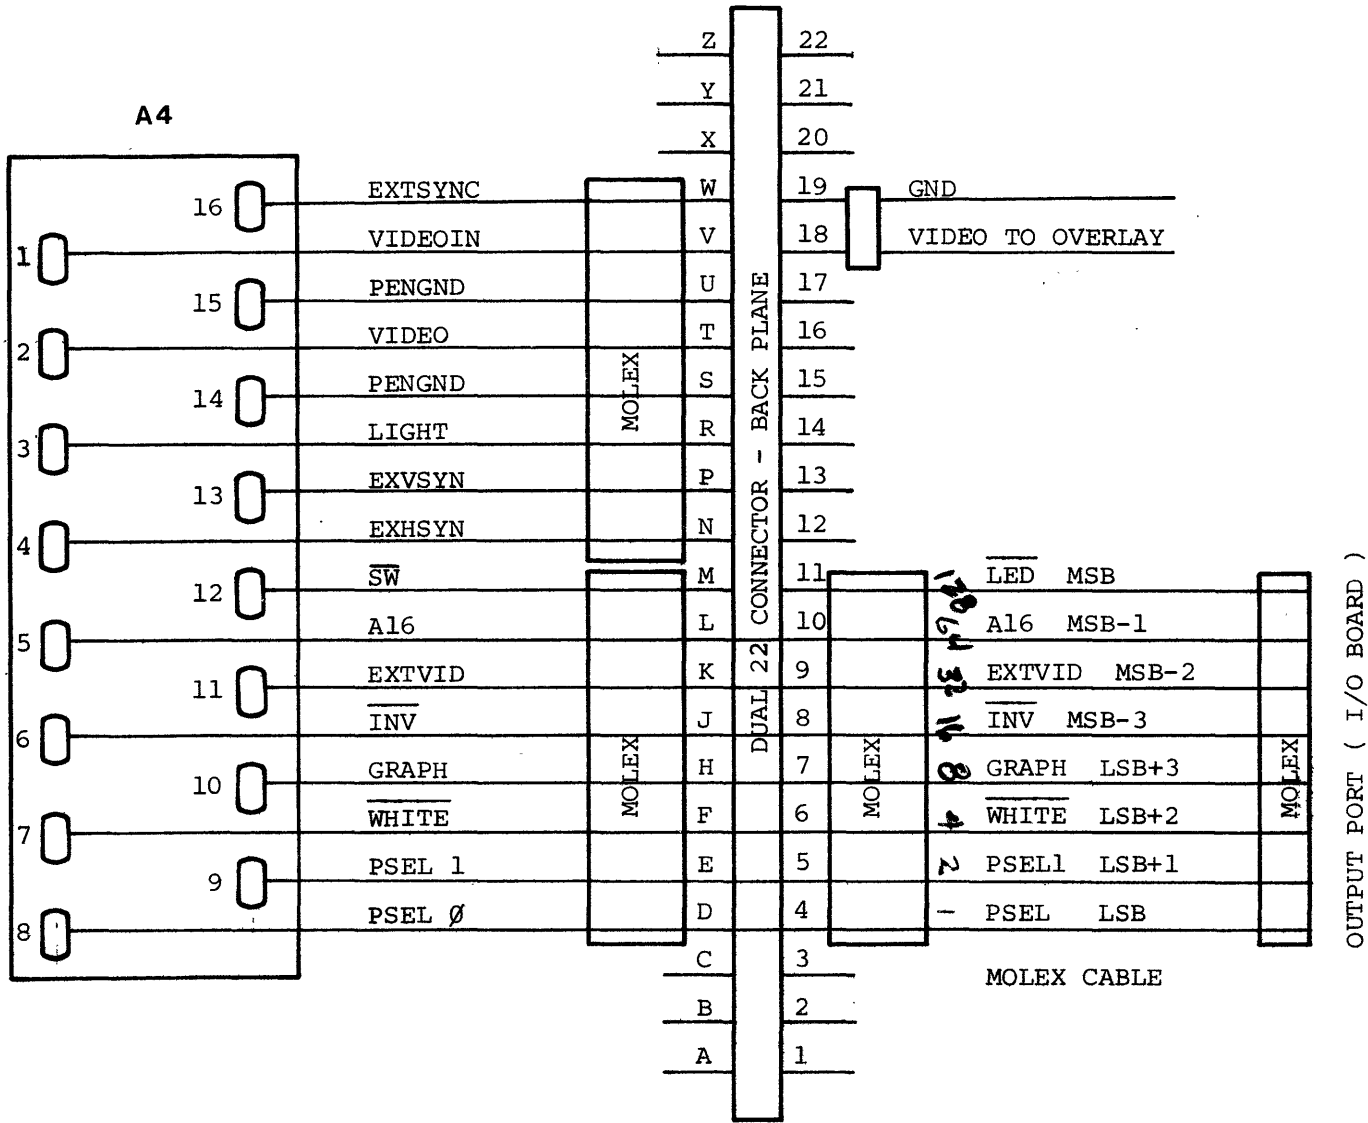 Z 22
Y 21
A4
X 20
16 EXTSYNC W 19 GND
1 VIDEOIN V 18 VIDEO TO OVERLAY
15 PENGND U 17
2 VIDEO T 16
14 PENGND S 15
3 LIGHT R 14
13 EXVSYN P 13
4 EXHSYN N 12
12 SW M 11 128 LED MSB
5 A16 L 10 64 A16 MSB-1
11 EXTVID K 9 32 EXTVID MSB-2
6 INV J 8 16 INV MSB-3
10 GRAPH H 7 8 GRAPH LSB+3
7 WHITE F 6 4 WHITE LSB+2
9 PSEL 1 E 5 2 PSEL1 LSB+1
8 PSEL Ø D 4 1 PSEL LSB
C 3
MOLEX CABLE
B 2
A 1
MOLEX
MOLEX
DUAL 22 CONNECTOR - BACK PLANE
MOLEX
MOLEX
OUTPUT PORT ( I/O BOARD )